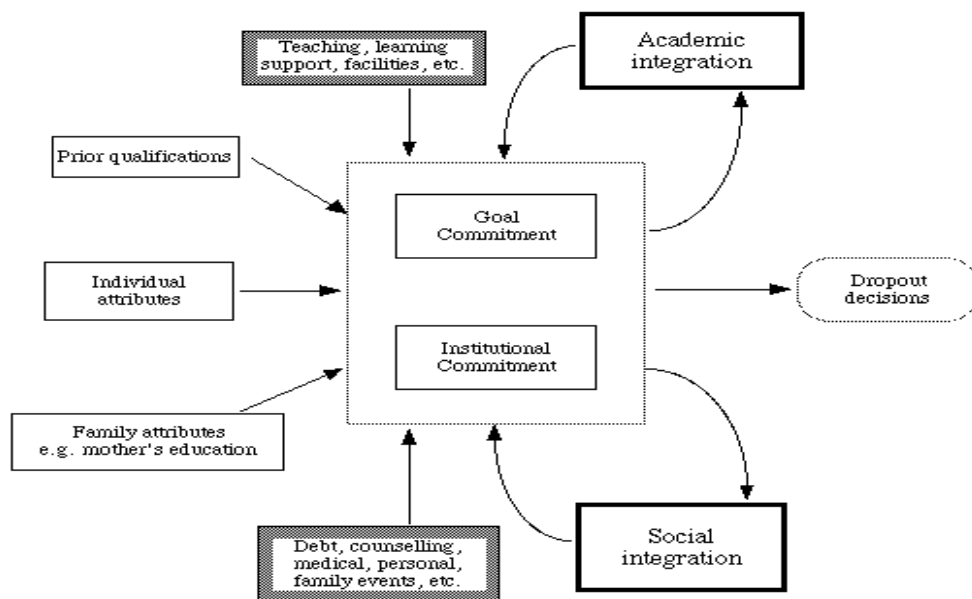 Teaching, learning
support, facilities, etc.
Academic
integration
Prior qualifications
Goal
Commitment
Individual
attributes
Dropout
decisions
Institutional
Commitment
Family attributes
e.g. mother's education
Debt, counselling,
medical, personal,
family events, etc.
Social
integration